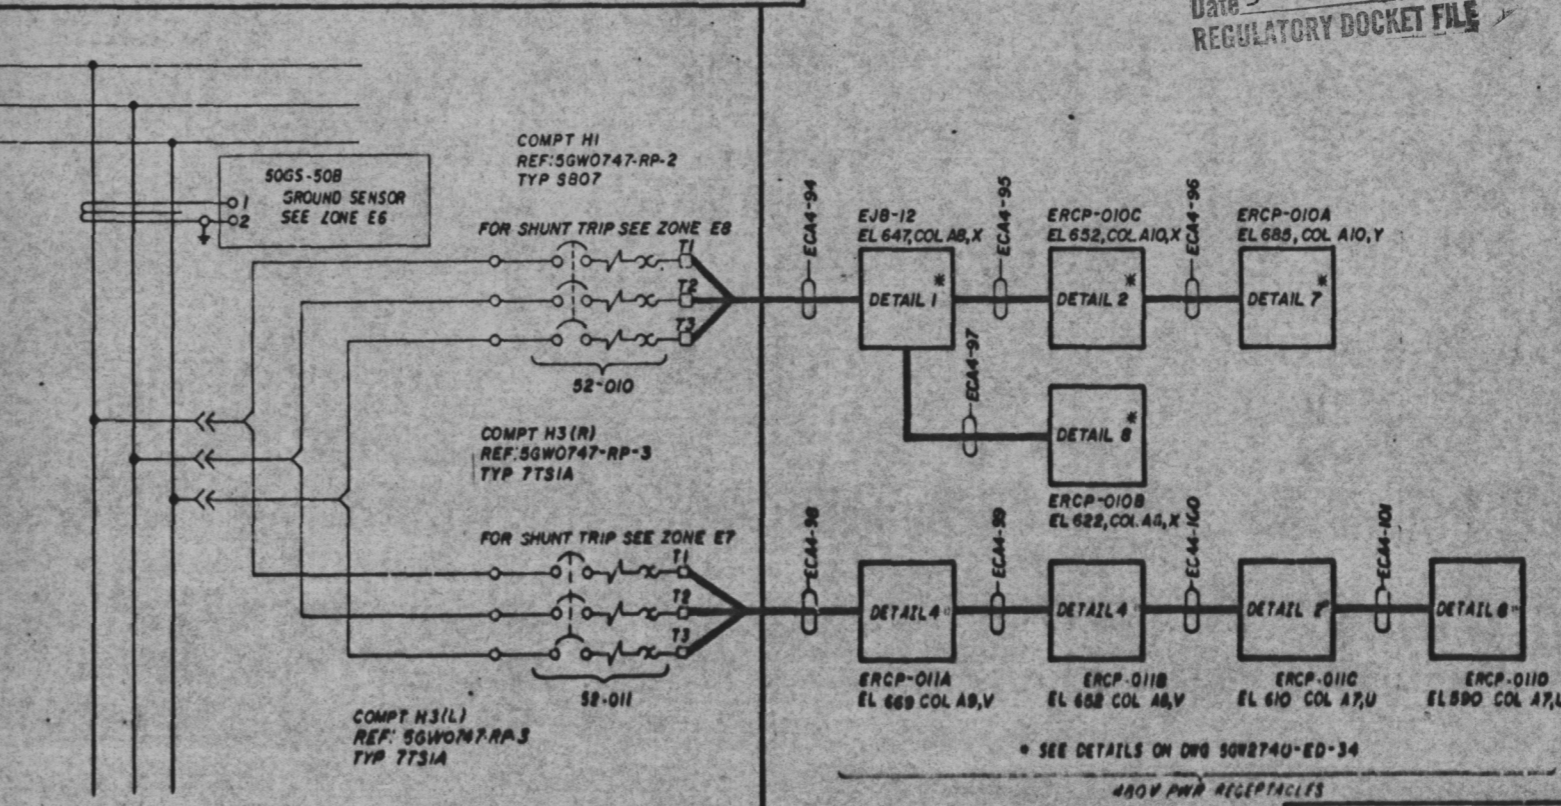 Date
REGULATORY DOCKET FILE
COMPT H1
REF:5GW0747-RP-2
TYP S807
50GS-50B
GROUND SENSOR
SEE ZONE E6
1
2
FOR SHUNT TRIP SEE ZONE E8
T1
T2
T3
52-010
ECA4-94
ECA4-95
ECA4-96
EJB-12
EL 647, COL A8,X
ERCP-010C
EL 652, COL A10,X
ERCP-010A
EL 685, COL A10,Y
DETAIL 1 *
DETAIL 2 *
DETAIL 7 *
ECA4-97
DETAIL 8 *
ERCP-010B
EL 622, COL A8,X
COMPT H3(R)
REF:5GW0747-RP-3
TYP 7TS1A
FOR SHUNT TRIP SEE ZONE E7
T1
T2
T3
52-011
ECA4-98
ECA4-99
ECA4-100
ECA4-101
DETAIL 4
DETAIL 4
DETAIL 2
DETAIL
ERCP-011A
EL 669 COL A9,V
ERCP-011B
EL 652 COL A8,V
ERCP-011C
EL 610 COL A7,U
ERCP-011D
EL 590 COL A7,U
COMPT H3(L)
REF: 5GW0747-RP-3
TYP 7TS1A
* SEE DETAILS ON DWG 5GW2740-ED-34
480V PWR RECEPTACLES